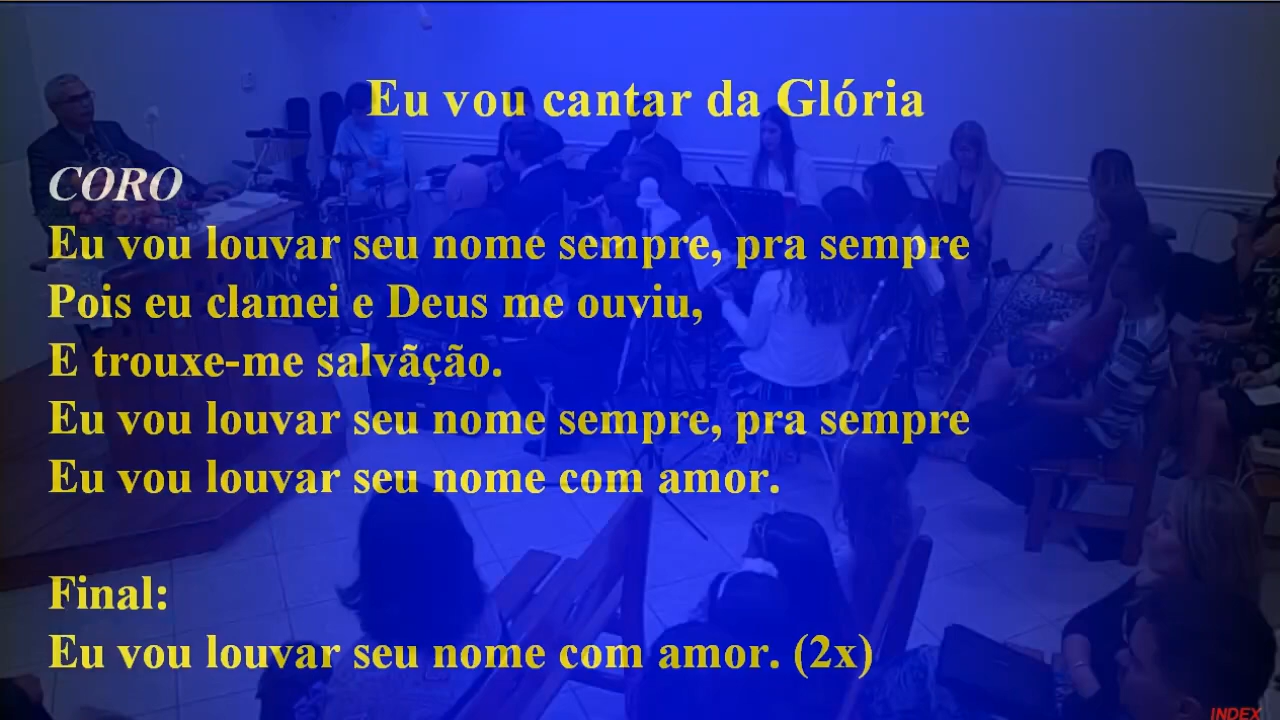 Eu vou cantar da Glória
CORO
Eu vou louvar seu nome sempre, pra sempre
Pois eu clamei e Deus me ouviu,
E trouxe-me salvãção.
Eu vou louvar seu nome sempre, pra sempre
Eu vou louvar seu nome com amor.
Final:
Eu vou louvar seu nome com amor. (2x)
INDEX